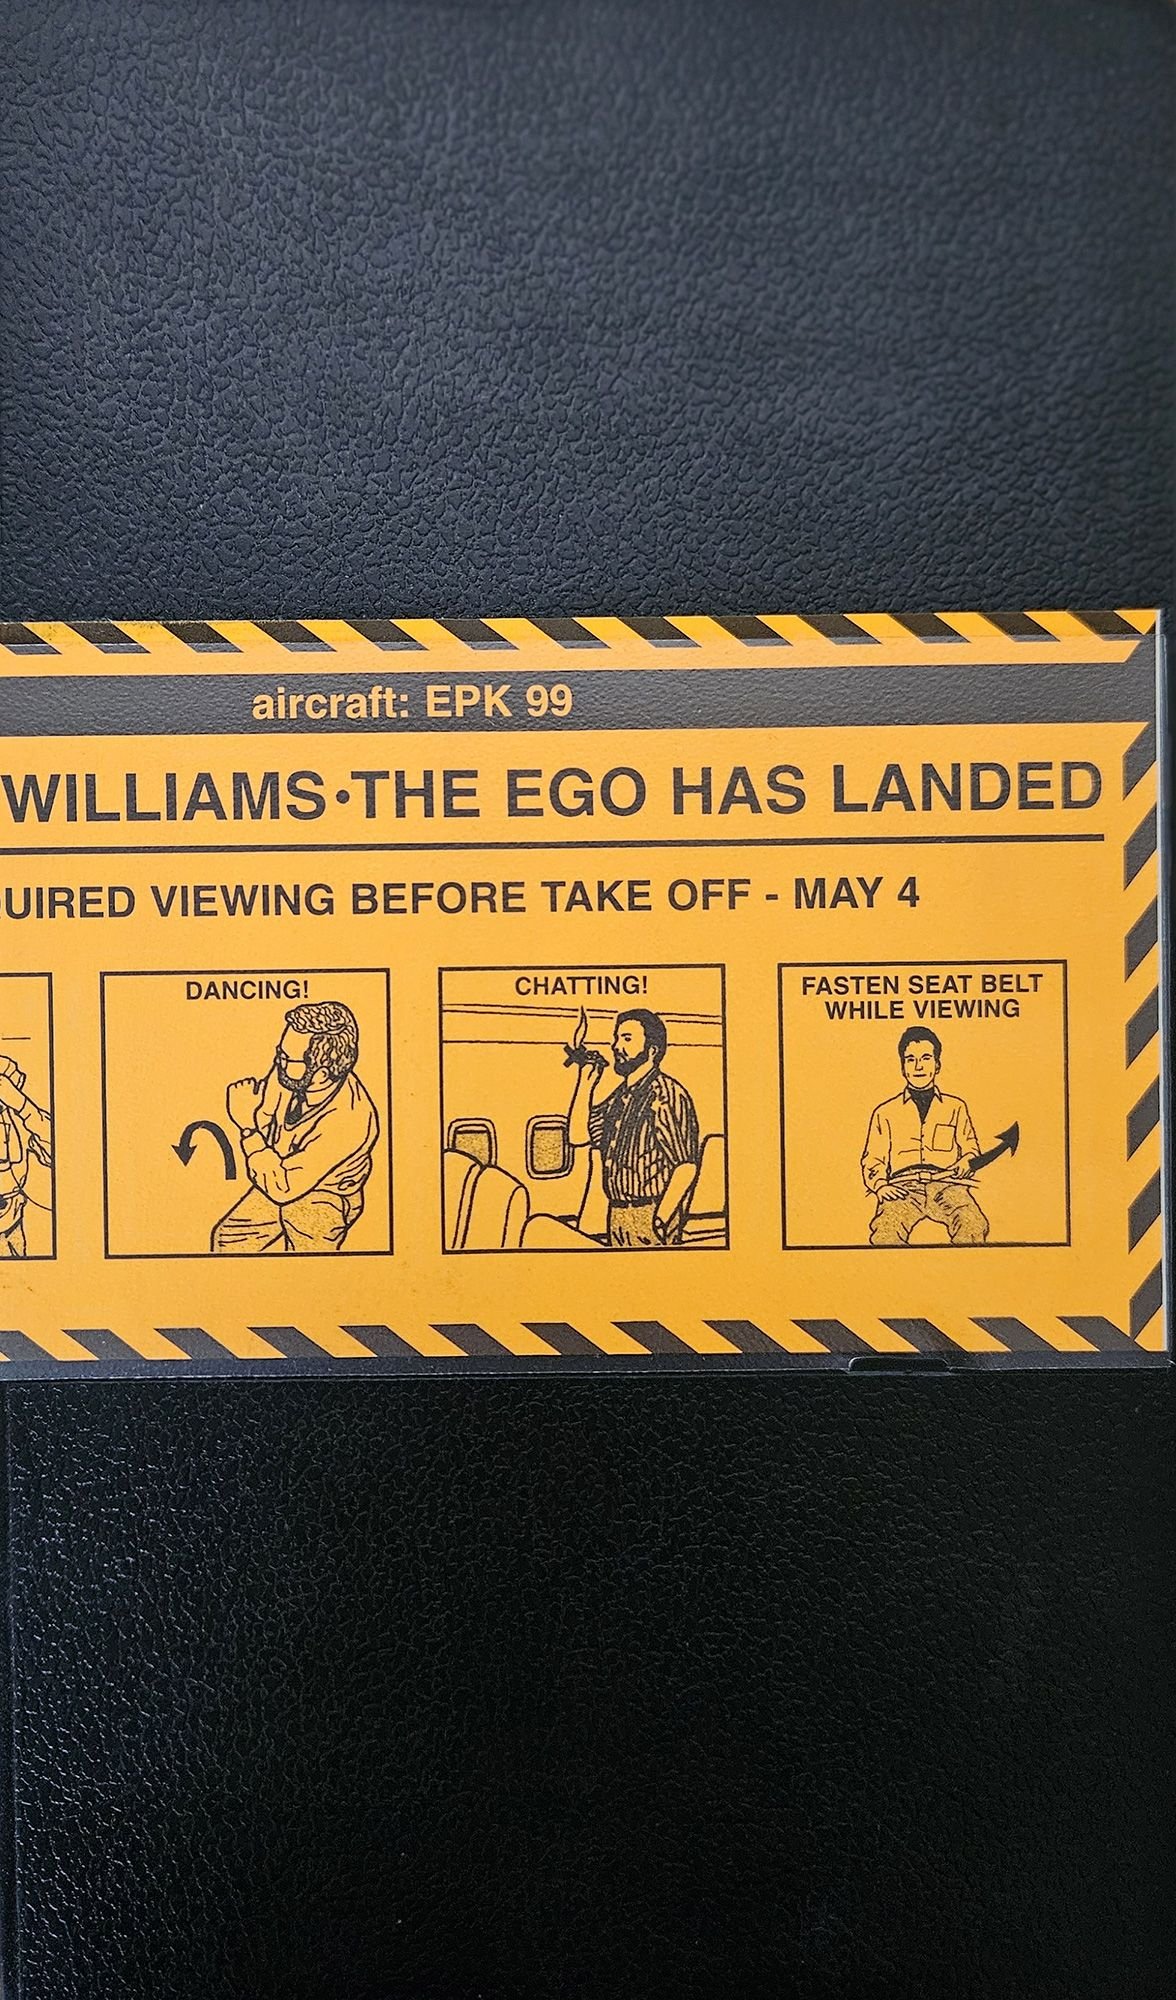 aircraft: EPK 99
WILLIAMS•THE EGO HAS LANDED
UIRED VIEWING BEFORE TAKE OFF - MAY 4
DANCING!
CHATTING!
FASTEN SEAT BELT
WHILE VIEWING